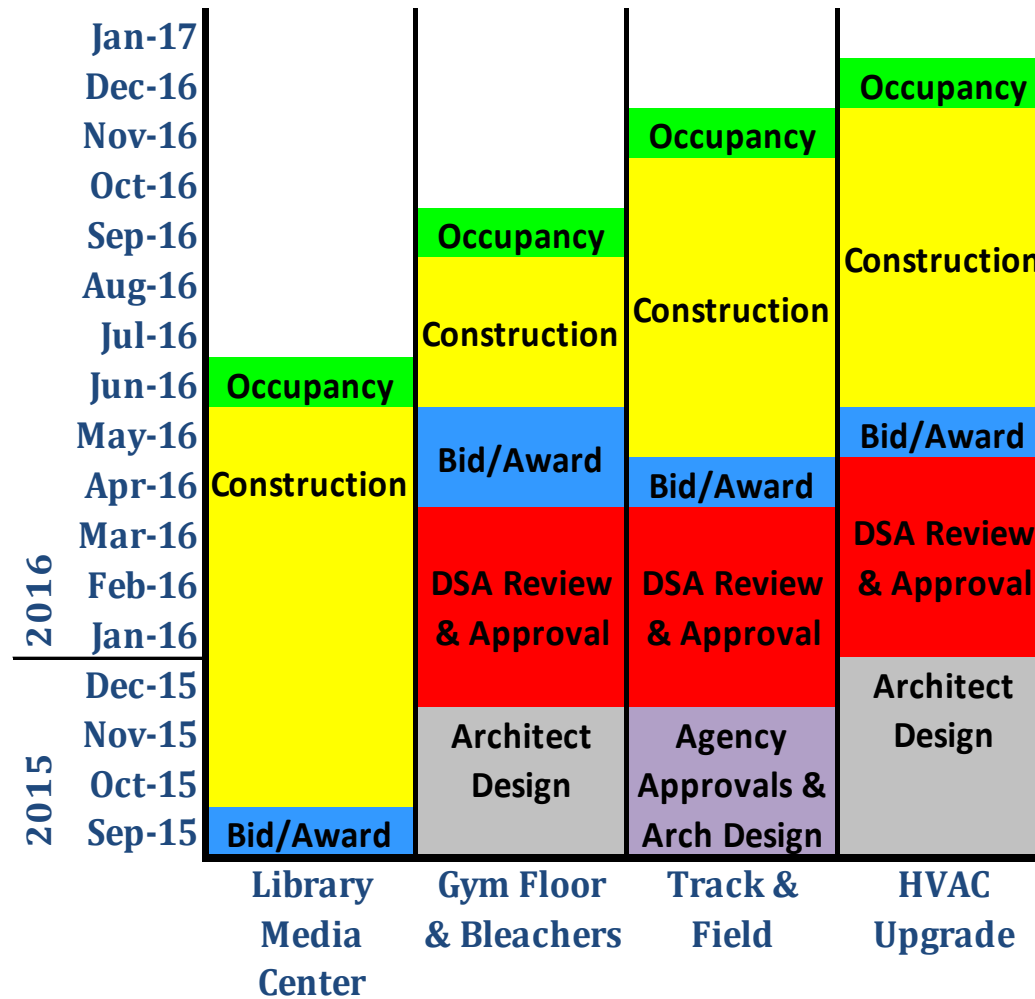 Jan-17
Dec-16
Occupancy
Nov-16
Occupancy
Oct-16
Sep-16
Occupancy
Construction
Aug-16
Construction
Jul-16
Construction
Jun-16
Occupancy
May-16
Bid/Award
Bid/Award
Apr-16
Construction
Bid/Award
Mar-16
DSA Review
& Approval
2016
Feb-16
DSA Review
& Approval
DSA Review
& Approval
Jan-16
Dec-15
Architect
Design
2015
Nov-15
Architect
Design
Agency
Approvals &
Arch Design
Oct-15
Sep-15
Bid/Award
Library
Media
Center
Gym Floor
& Bleachers
Track &
Field
HVAC
Upgrade